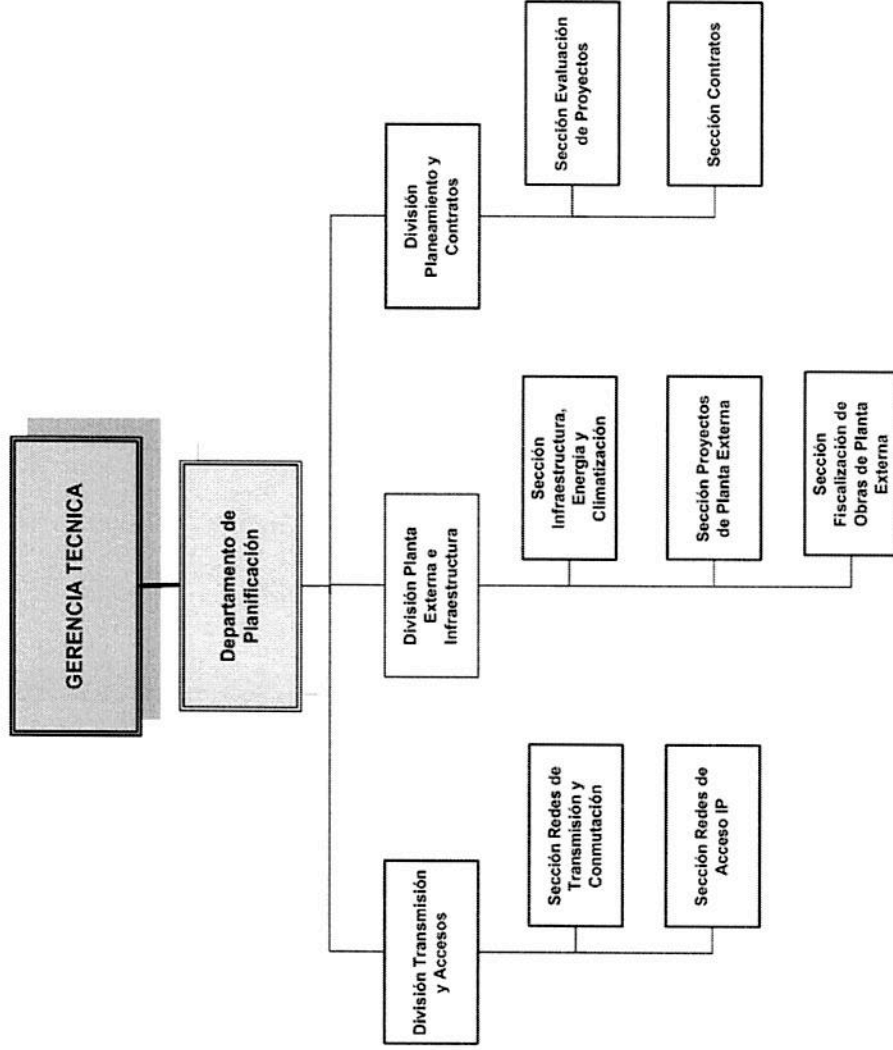 GERENCIA TECNICA
Departamento de
Planificación
División Transmisión
y Accesos
Sección Redes de
Transmisión y
Conmutación
Sección Redes de
Acceso IP
División Planta
Externa e
Infraestructura
Sección
Infraestructura,
Energia y
Climatización
Sección Proyectos
de Planta Externa
Sección
Fiscalización de
Obras de Planta
Externa
División
Planeamiento y
Contratos
Sección Evaluación
de Proyectos
Sección Contratos